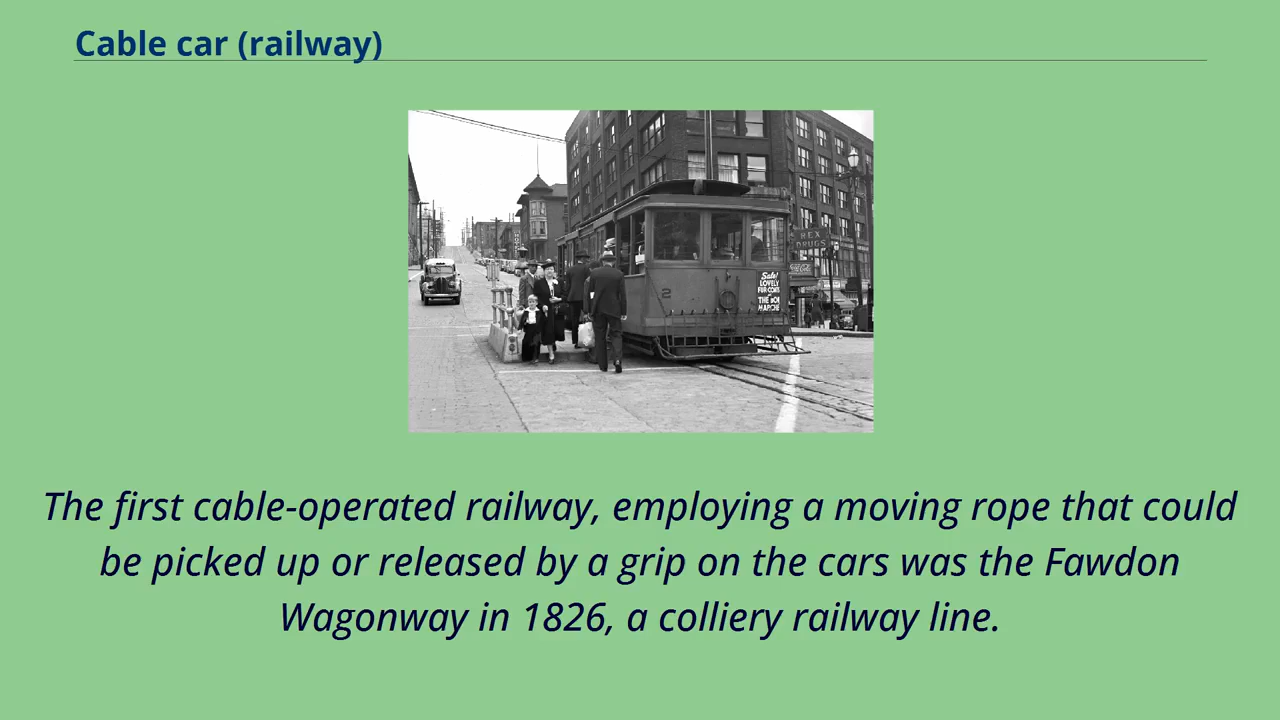 Cable car (railway)
REX
DRUGS
2
Sale!
LOVELY
FUR COATS
THE BON
MARCHE
The first cable-operated railway, employing a moving rope that could
be picked up or released by a grip on the cars was the Fawdon
Wagonway in 1826, a colliery railway line.